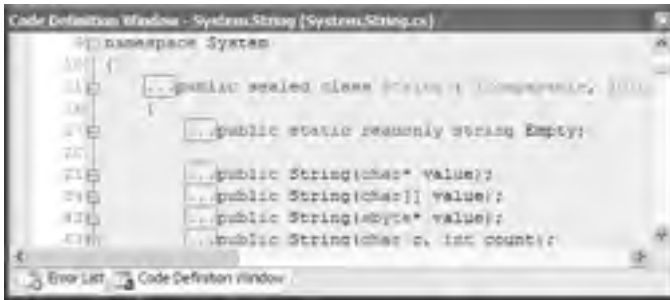 Code Definition Window - System.String [System.String.cs]
namespace System
{
...public sealed class String : IComparable,
{
...public static readonly string Empty;
...public String(char* value);
...public String(char[] value);
...public String(sbyte* value);
...public String(char c, int count);
Error List Code Definition Window